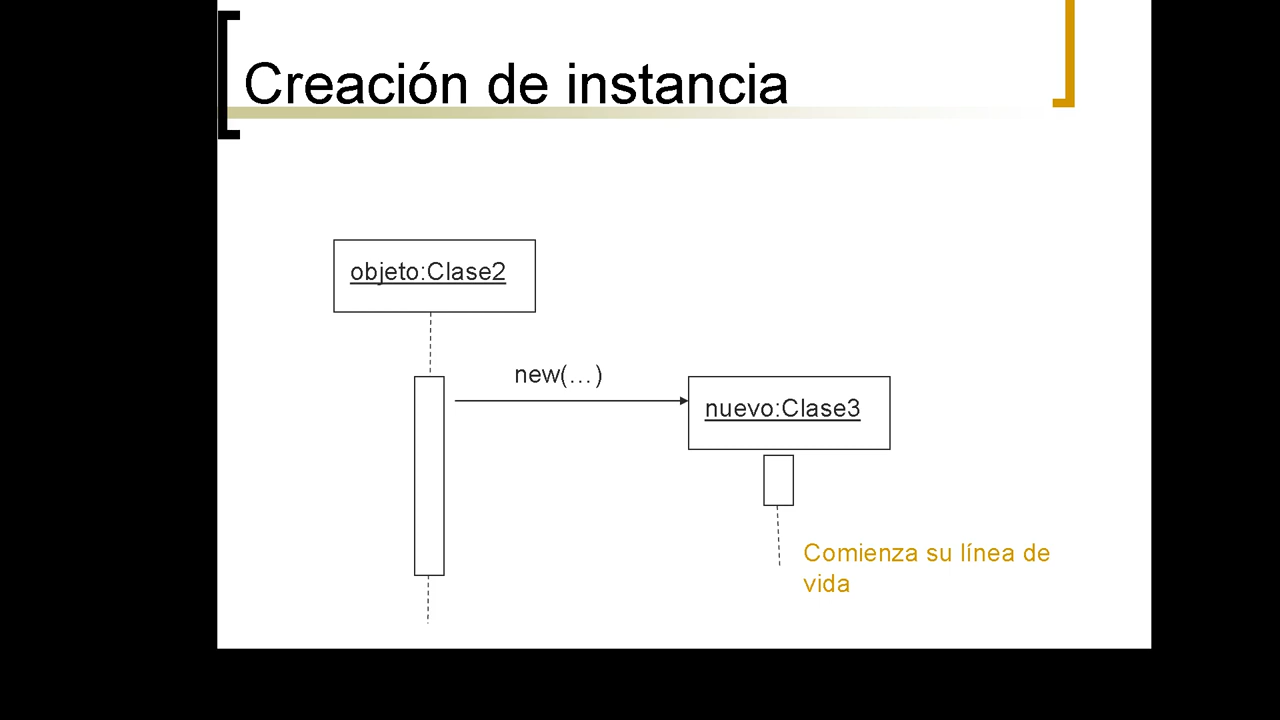 Creación de instancia
objeto:Clase2
new(…)
nuevo:Clase3
Comienza su línea de
vida